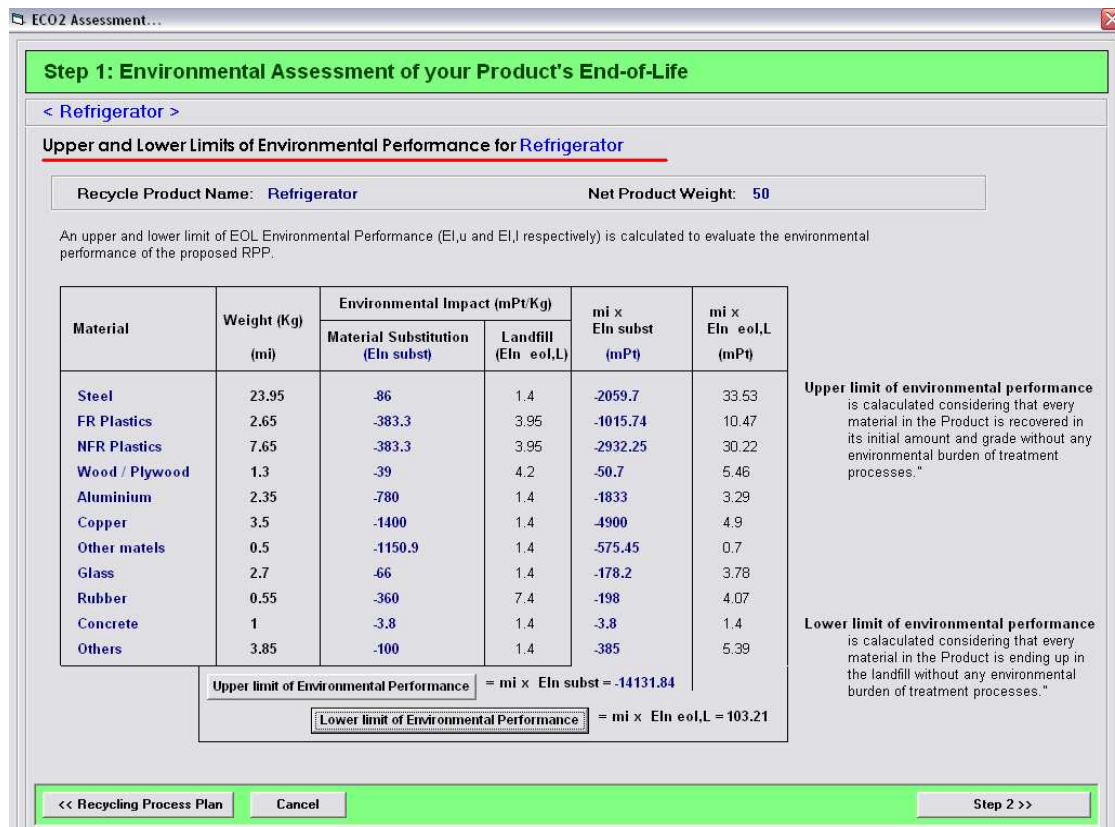 ECO2 Assessment...
Step 1: Environmental Assessment of your Product's End-of-Life
< Refrigerator >
Upper and Lower Limits of Environmental Performance for Refrigerator
Recycle Product Name: Refrigerator Net Product Weight: 50
An upper and lower limit of EOL Environmental Performance (EI,u and EI,l respectively) is calculated to evaluate the environmental
performance of the proposed RPP.
Material Weight (Kg) (mi) Environmental Impact (mPt/Kg) mi x EIn subst (mPt) mi x EIn eol,L (mPt)
Material Substitution (EIn subst) Landfill (EIn eol,L)
Steel 23.95 -86 1.4 -2059.7 33.53
FR Plastics 2.65 -383.3 3.95 -1015.74 10.47
NFR Plastics 7.65 -383.3 3.95 -2932.25 30.22
Wood / Plywood 1.3 -39 4.2 -50.7 5.46
Aluminium 2.35 -780 1.4 -1833 3.29
Copper 3.5 -1400 1.4 -4900 4.9
Other matels 0.5 -1150.9 1.4 -575.45 0.7
Glass 2.7 -66 1.4 -178.2 3.78
Rubber 0.55 -360 7.4 -198 4.07
Concrete 1 -3.8 1.4 -3.8 1.4
Others 3.85 -100 1.4 -385 5.39
Upper limit of Environmental Performance = mi x EIn subst = -14131.84
Lower limit of Environmental Performance = mi x EIn eol,L = 103.21
Upper limit of environmental performance
is calaculated considering that every
material in the Product is recovered in
its initial amount and grade without any
environmental burden of treatment
processes."
Lower limit of environmental performance
is calaculated considering that every
material in the Product is ending up in
the landfill without any environmental
burden of treatment processes."
<< Recycling Process Plan Cancel Step 2 >>